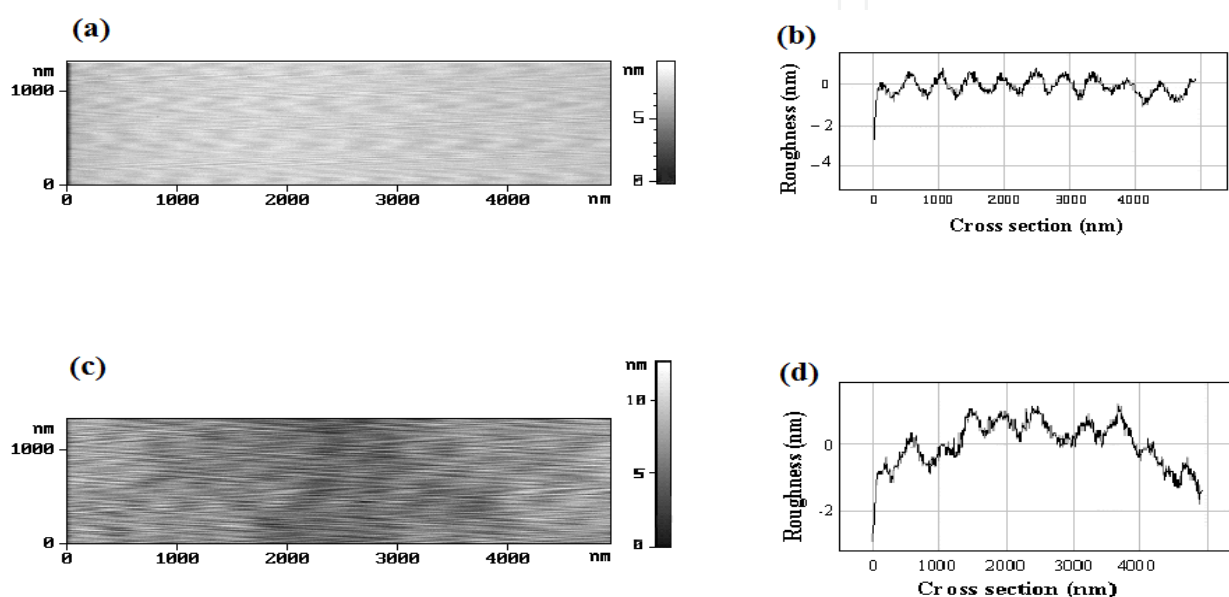 (a)
nm
1000
0
0 1000 2000 3000 4000 nm
nm
5
0
(b)
Roughness (nm)
0
– 2
– 4
0 1000 2000 3000 4000
Cross section (nm)
(c)
nm
1000
0
0 1000 2000 3000 4000 nm
nm
10
5
0
(d)
Roughness (nm)
0
-2
0 1000 2000 3000 4000
Cross section (nm)